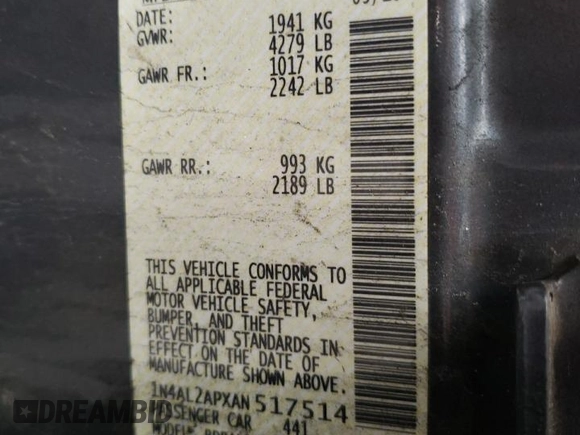 DATE:
GVWR: 1941 KG
4279 LB
GAWR FR.: 1017 KG
2242 LB
GAWR RR.: 993 KG
2189 LB
THIS VEHICLE CONFORMS TO
ALL APPLICABLE FEDERAL
MOTOR VEHICLE SAFETY,
BUMPER, AND THEFT
PREVENTION STANDARDS IN
EFFECT ON THE DATE OF
MANUFACTURE SHOWN ABOVE.
1N4AL2APXAN517514
PASSENGER CAR 441
DREAMBID